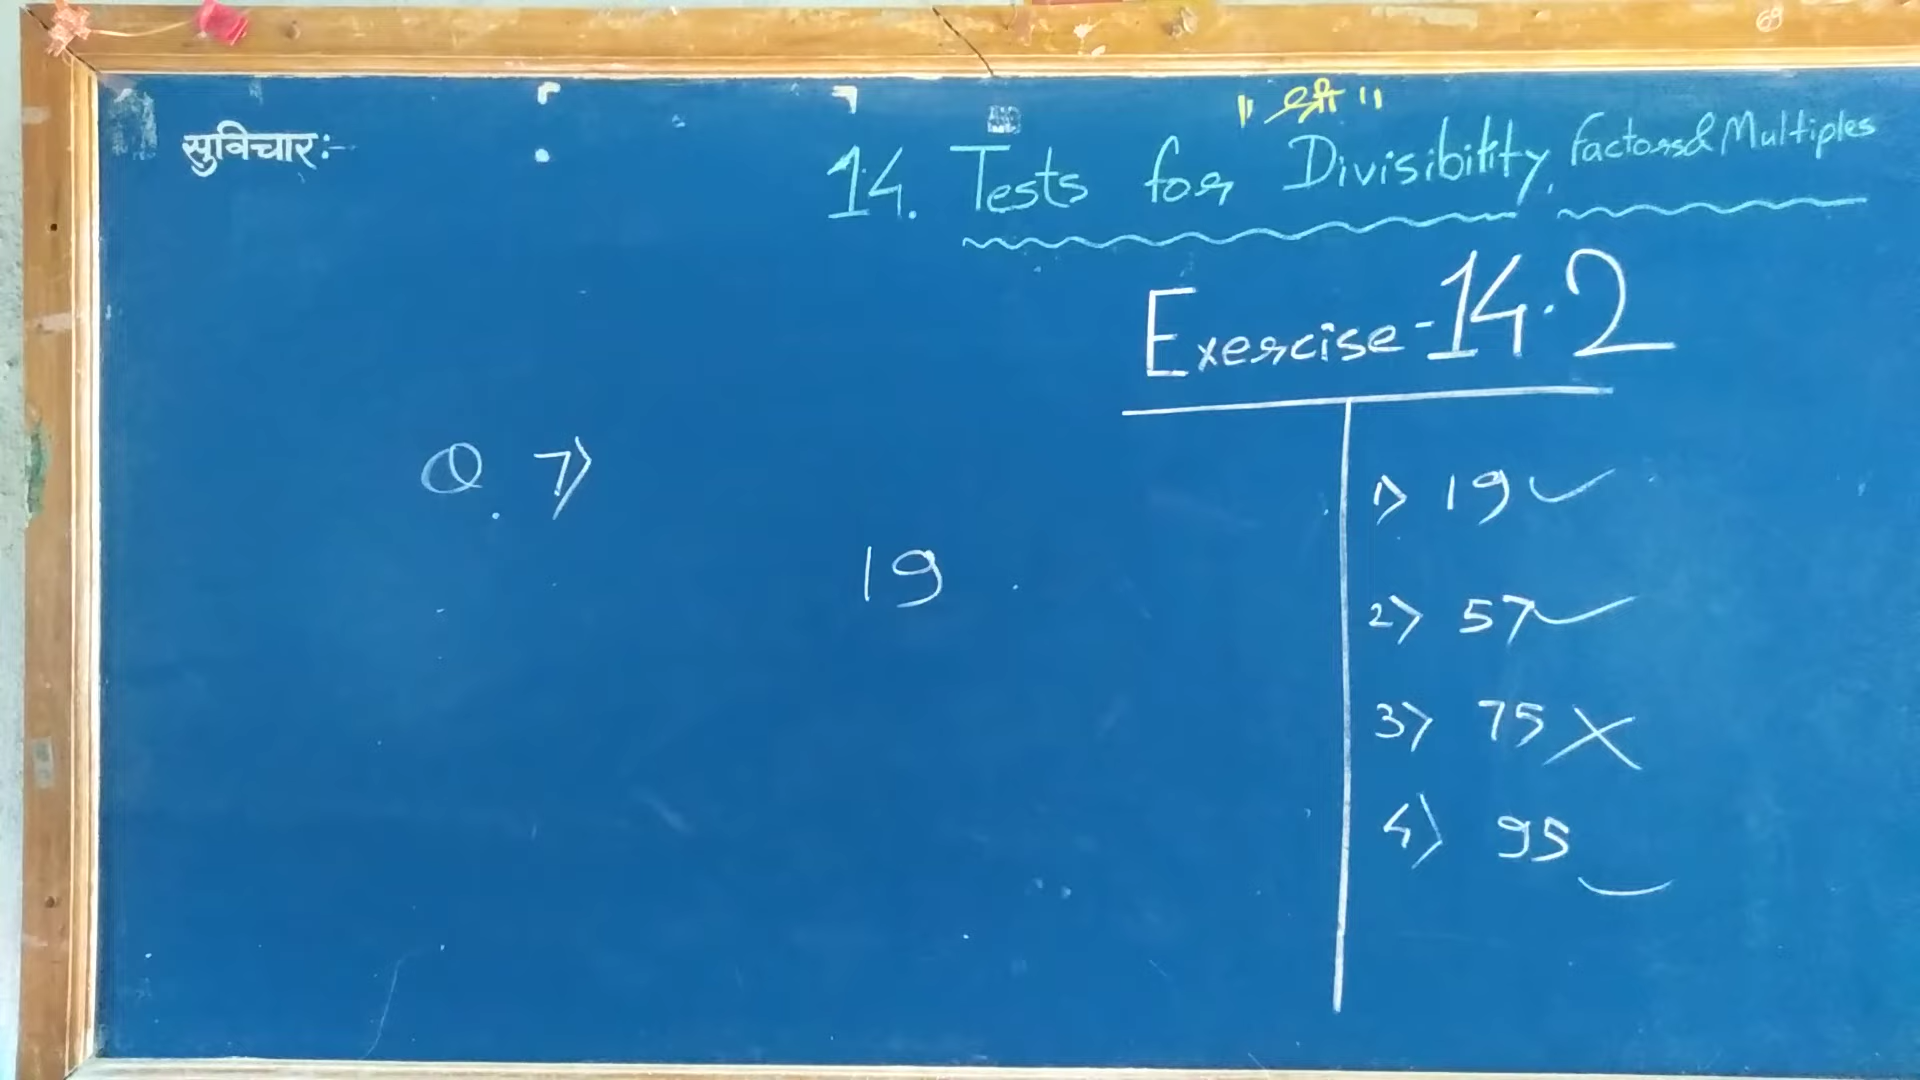 69
॥ श्री ॥
सुविचार:-
14. Tests for Divisibility, Factors & Multiples
Exercise-14.2
Q. 7)
19
1) 19 ✓
2) 57 ✓
3) 75 ✗
4) 95 ✓